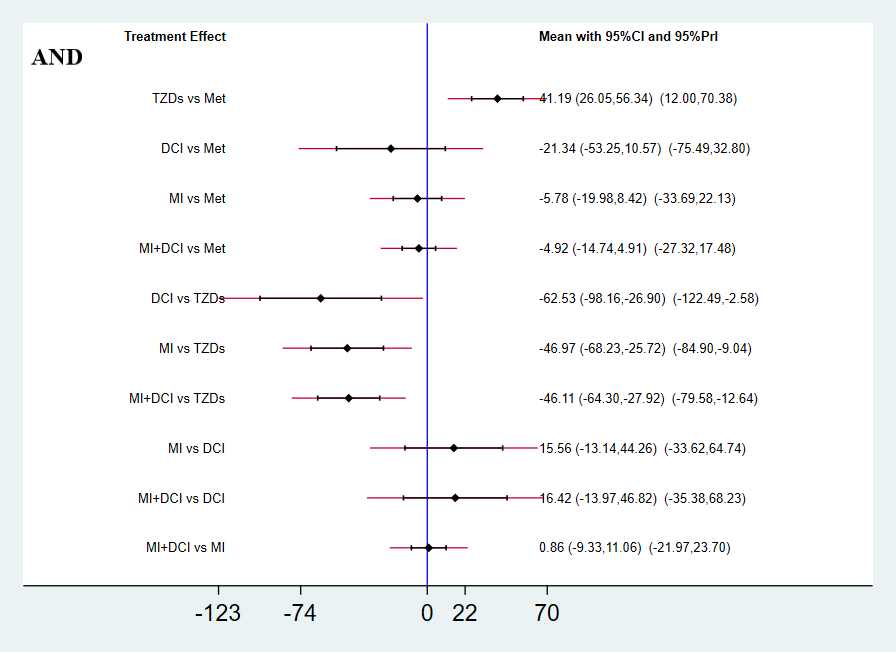 Treatment Effect Mean with 95%CI and 95%PrI
AND
TZDs vs Met 41.19 (26.05,56.34) (12.00,70.38)
DCI vs Met -21.34 (-53.25,10.57) (-75.49,32.80)
MI vs Met -5.78 (-19.98,8.42) (-33.69,22.13)
MI+DCI vs Met -4.92 (-14.74,4.91) (-27.32,17.48)
DCI vs TZDs -62.53 (-98.16,-26.90) (-122.49,-2.58)
MI vs TZDs -46.97 (-68.23,-25.72) (-84.90,-9.04)
MI+DCI vs TZDs -46.11 (-64.30,-27.92) (-79.58,-12.64)
MI vs DCI 15.56 (-13.14,44.26) (-33.62,64.74)
MI+DCI vs DCI 16.42 (-13.97,46.82) (-35.38,68.23)
MI+DCI vs MI 0.86 (-9.33,11.06) (-21.97,23.70)
-123 -74 0 22 70